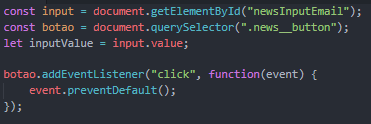 const input = document.getElementById("newsInputEmail");
const botao = document.querySelector(".news__button");
let inputValue = input.value;
botao.addEventListener("click", function(event) {
    event.preventDefault();
});